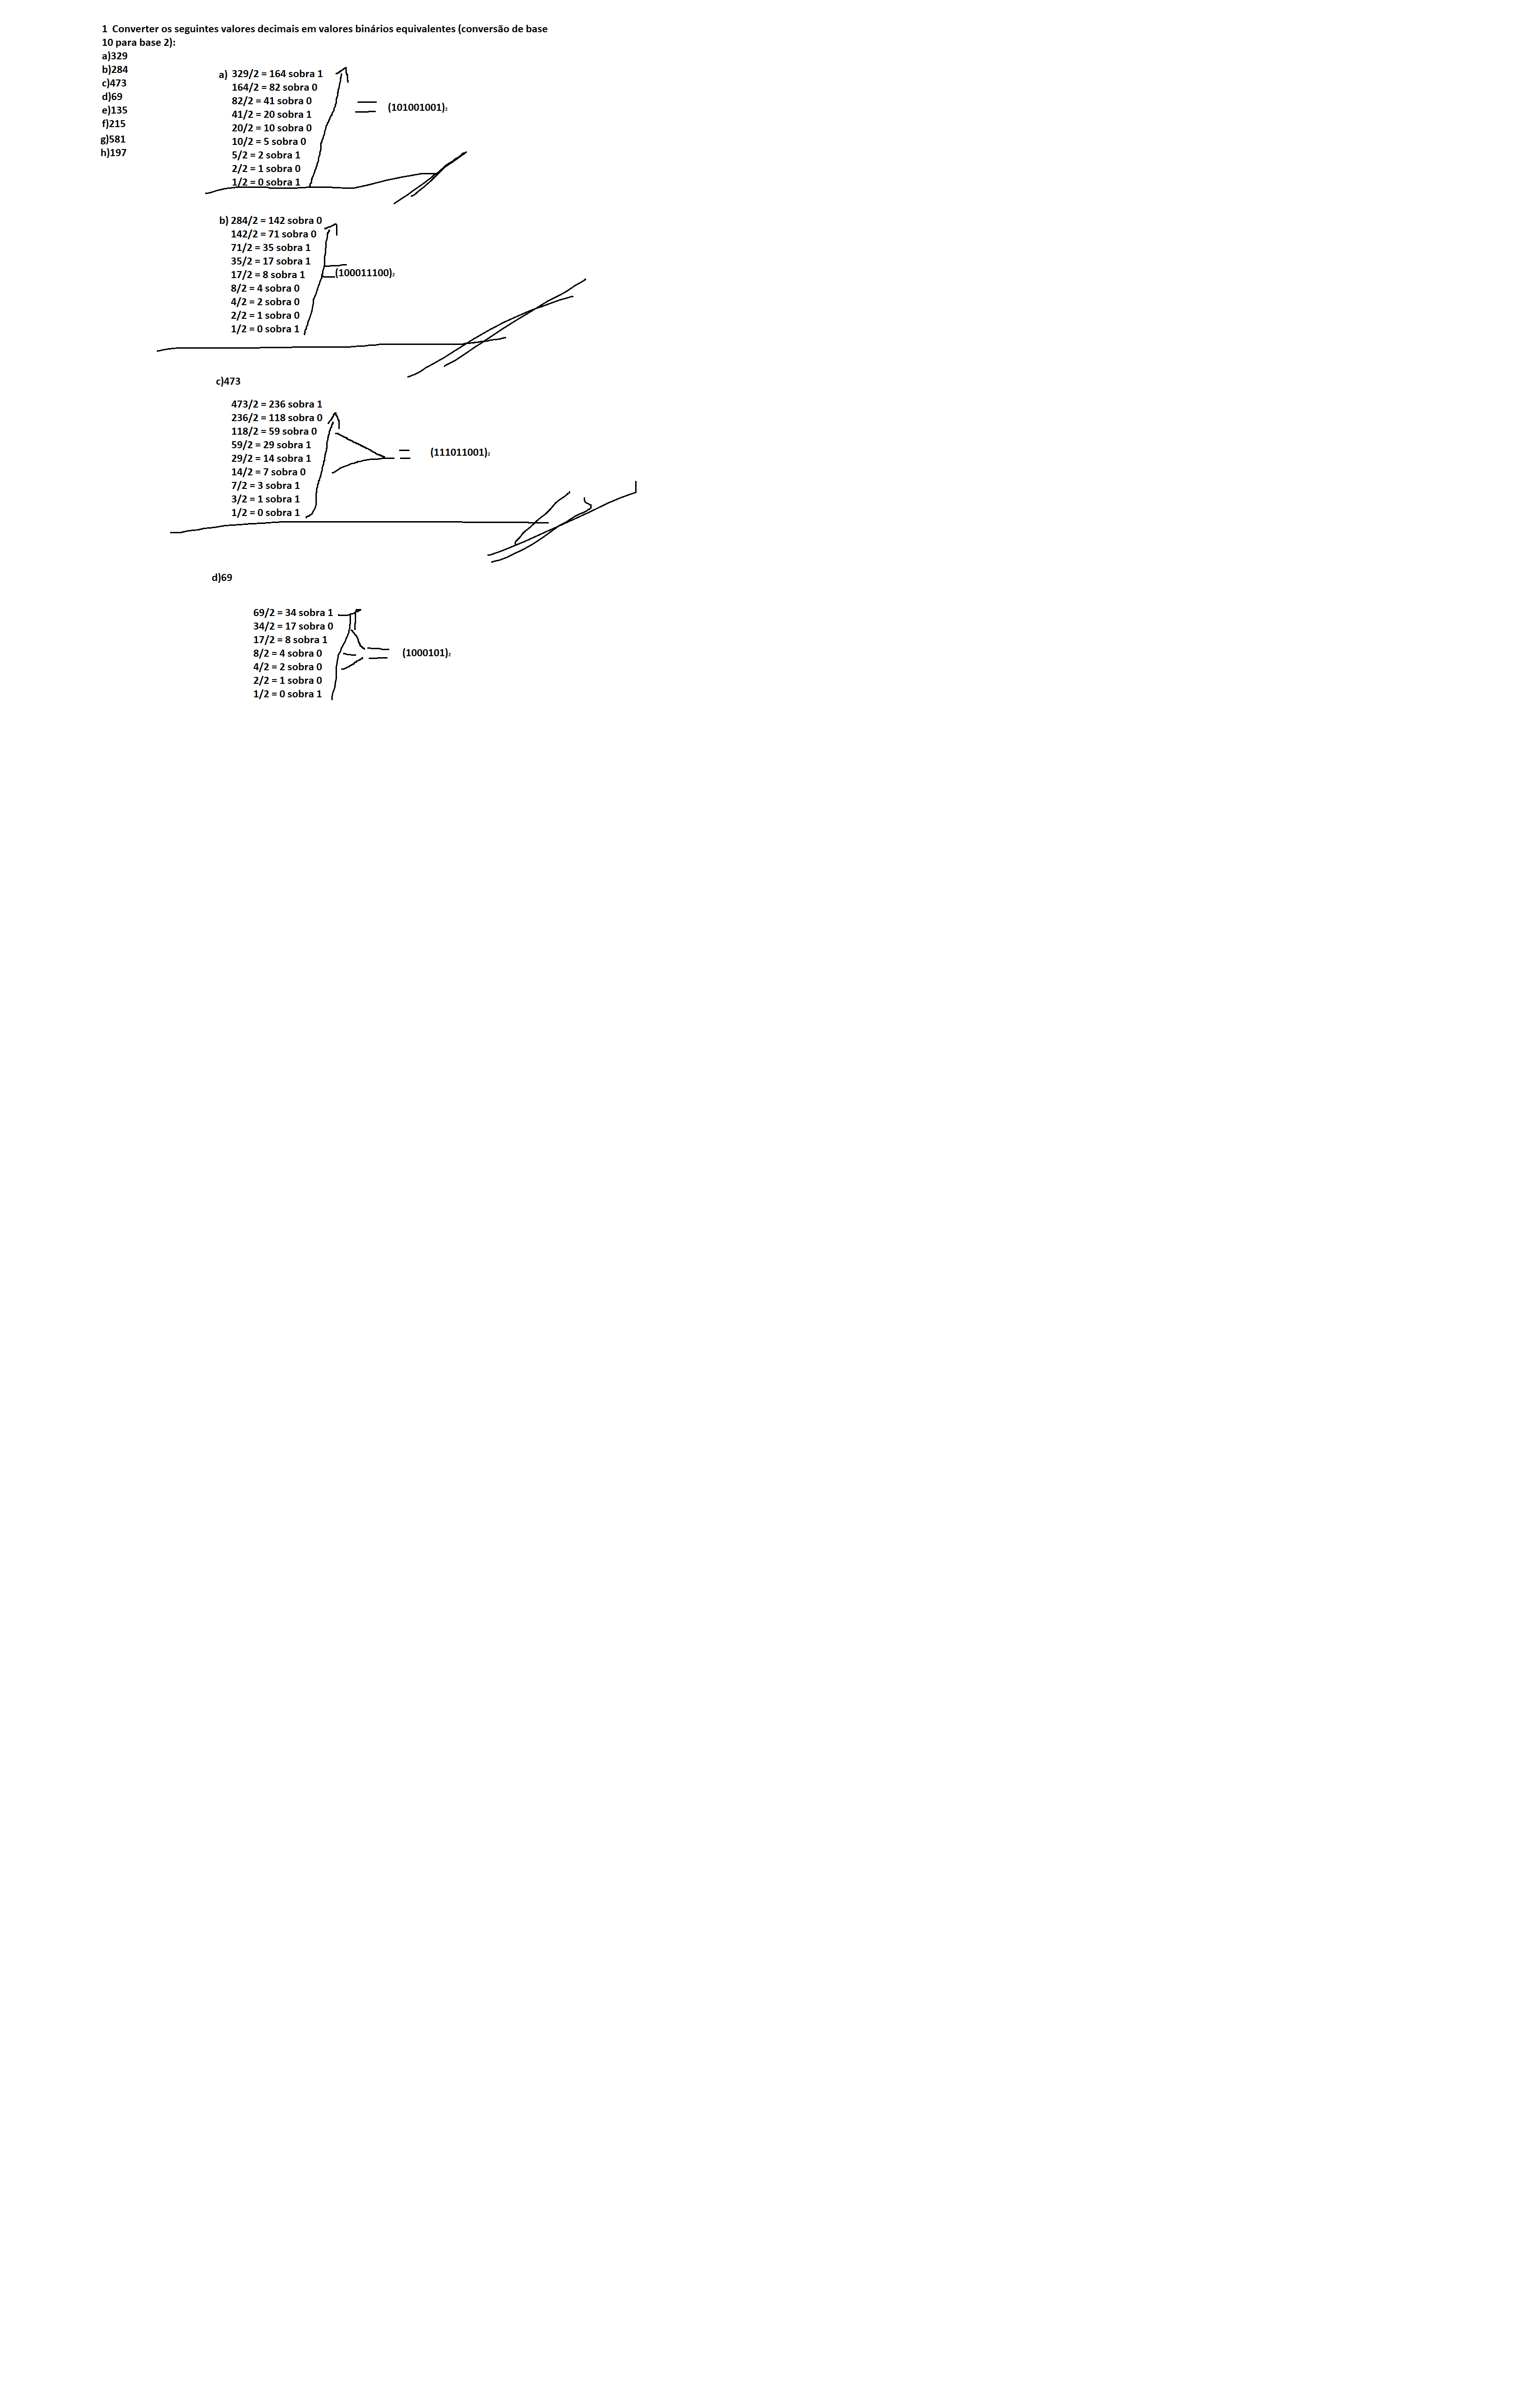 1  Converter os seguintes valores decimais em valores binários equivalentes (conversão de base
10 para base 2):
a)329
b)284
c)473
d)69
e)135
f)215
g)581
h)197
a) 329/2 = 164 sobra 1
164/2 = 82 sobra 0
82/2 = 41 sobra 0
41/2 = 20 sobra 1
20/2 = 10 sobra 0
10/2 = 5 sobra 0
5/2 = 2 sobra 1
2/2 = 1 sobra 0
1/2 = 0 sobra 1
= (101001001)₂
b) 284/2 = 142 sobra 0
142/2 = 71 sobra 0
71/2 = 35 sobra 1
35/2 = 17 sobra 1
17/2 = 8 sobra 1
8/2 = 4 sobra 0
4/2 = 2 sobra 0
2/2 = 1 sobra 0
1/2 = 0 sobra 1
= (100011100)₂
c)473
473/2 = 236 sobra 1
236/2 = 118 sobra 0
118/2 = 59 sobra 0
59/2 = 29 sobra 1
29/2 = 14 sobra 1
14/2 = 7 sobra 0
7/2 = 3 sobra 1
3/2 = 1 sobra 1
1/2 = 0 sobra 1
= (111011001)₂
d)69
69/2 = 34 sobra 1
34/2 = 17 sobra 0
17/2 = 8 sobra 1
8/2 = 4 sobra 0
4/2 = 2 sobra 0
2/2 = 1 sobra 0
1/2 = 0 sobra 1
= (1000101)₂